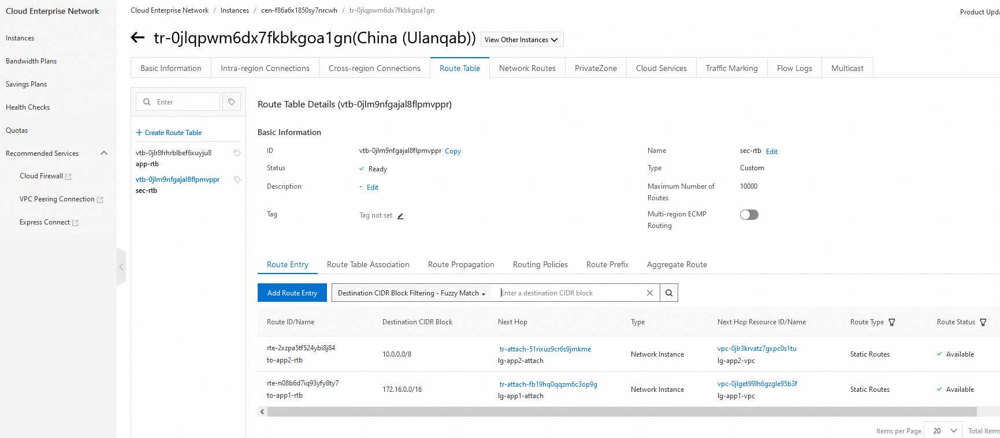 Cloud Enterprise Network
Instances
Bandwidth Plans
Savings Plans
Health Checks
Quotas
Recommended Services
Cloud Firewall
VPC Peering Connection
Express Connect
Cloud Enterprise Network / Instances / cen-f86a6x1850sy7nrcwh / tr-0jlqpwm6dx7fkbkgoa1gn
Product Upda
tr-0jlqpwm6dx7fkbkgoa1gn(China (Ulanqab))
View Other Instances
Basic Information
Intra-region Connections
Cross-region Connections
Route Table
Network Routes
PrivateZone
Cloud Services
Traffic Marking
Flow Logs
Multicast
Enter
+ Create Route Table
vtb-0jlr8frhrblbef6xuyju8
app-rtb
vtb-0jlm9nfgajal8flpmvppr
sec-rtb
Route Table Details (vtb-0jlm9nfgajal8flpmvppr)
Basic Information
ID vtb-0jlm9nfgajal8flpmvppr Copy
Name sec-rtb Edit
Status Ready
Type Custom
Description - Edit
Maximum Number of Routes 10000
Tag Tag not set
Multi-region ECMP Routing
Route Entry
Route Table Association
Route Propagation
Routing Policies
Route Prefix
Aggregate Route
Add Route Entry
Destination CIDR Block Filtering - Fuzzy Match
Enter a destination CIDR block
Route ID/Name Destination CIDR Block Next Hop Type Next Hop Resource ID/Name Route Type Route Status
rte-2xzpa5tf524ybi8j84 tr-attach-51rixuz9cr6s9jmkme vpc-0jlr3krvatz7gxpc0s1tu
10.0.0.0/8 Network Instance Static Routes Available
to-app2-rtb lg-app2-attach lg-app2-vpc
rte-n08b6d7iq93yfy8ty7 tr-attach-fb19hq0qqzm6c3op9g vpc-0jlget99lh6gzgle95b3f
172.16.0.0/16 Network Instance Static Routes Available
to-app1-rtb lg-app1-attach lg-app1-vpc
Items per Page 20 Total Items